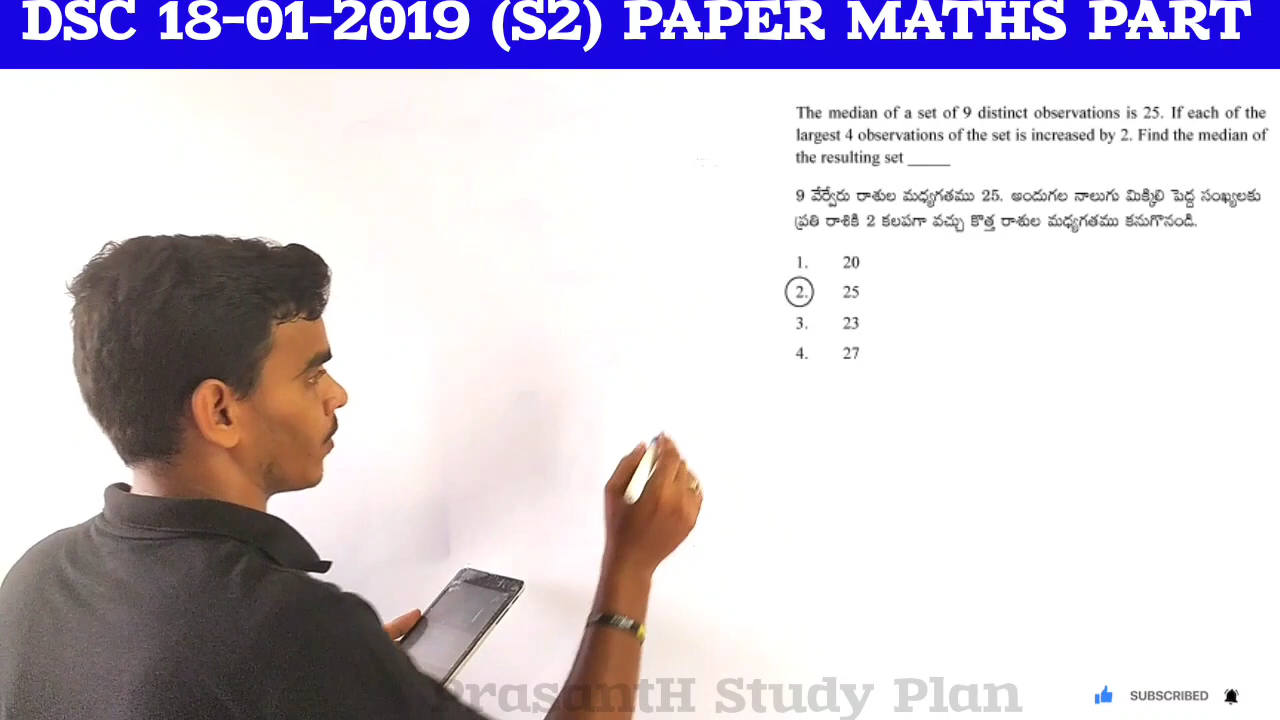 DSC 18-01-2019 (S2) PAPER MATHS PART
The median of a set of 9 distinct observations is 25. If each of the
largest 4 observations of the set is increased by 2. Find the median of
the resulting set _____
9 వేర్వేరు రాశుల మధ్యగతము 25. అందుగల నాలుగు మిక్కిలి పెద్ద సంఖ్యలకు
ప్రతి రాశికి 2 కలపగా వచ్చు కొత్త రాశుల మధ్యగతము కనుగొనండి.
1. 20
2. 25
3. 23
4. 27
PrasantH Study Plan
SUBSCRIBED